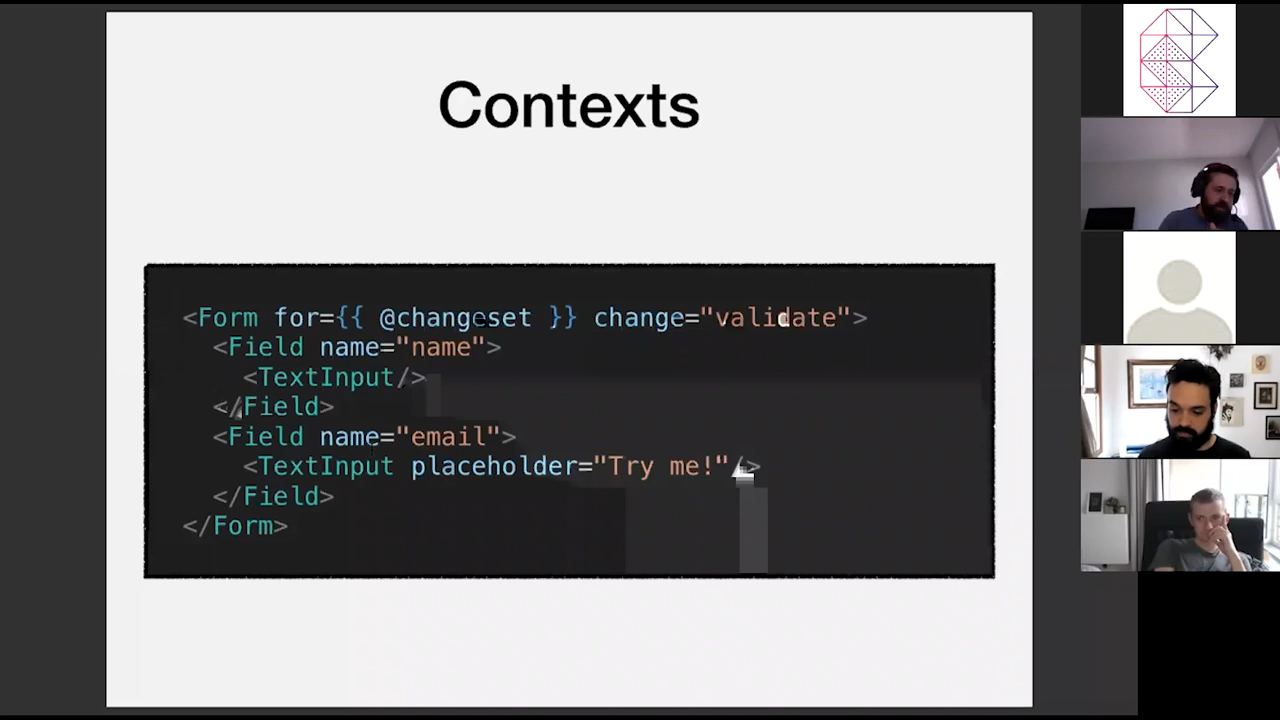 Contexts
<Form for={{ @changeset }} change="validate">
<Field name="name">
<TextInput/>
</Field>
<Field name="email">
<TextInput placeholder="Try me!"/>
</Field>
</Form>